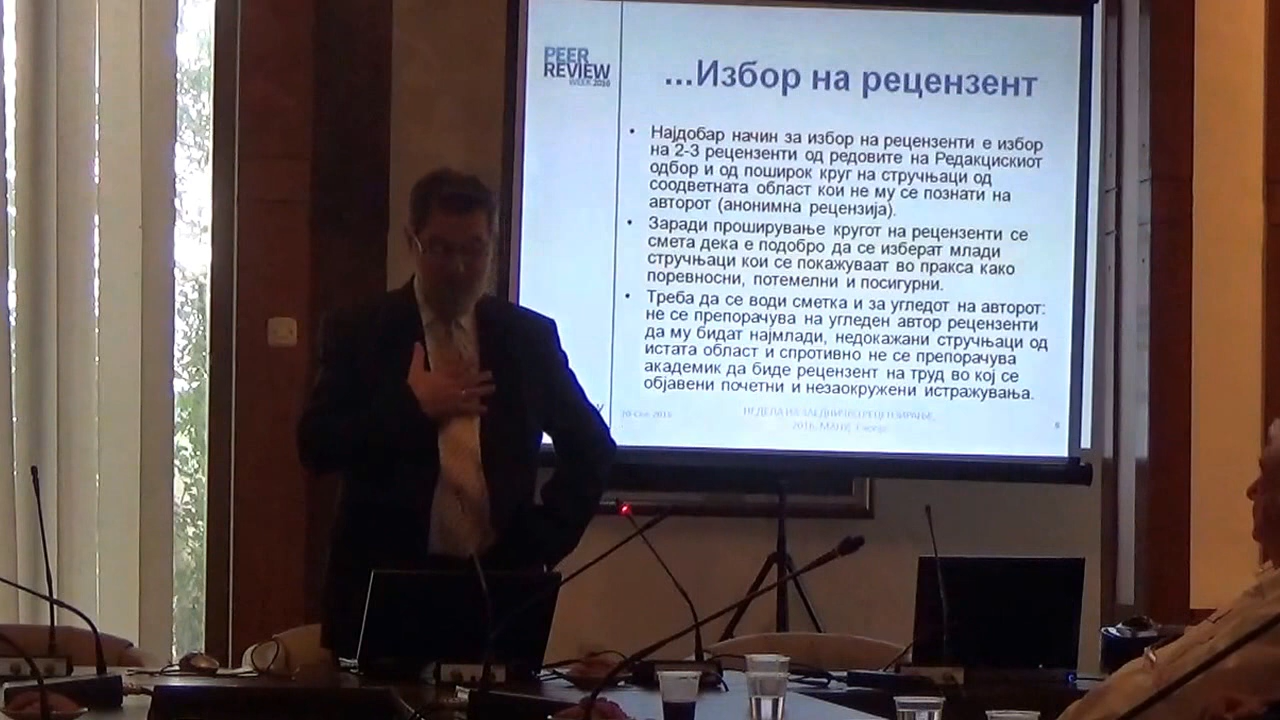 PEER
REVIEW
WEEK 2016
...Избор на рецензент
• Најдобар начин за избор на рецензенти е избор
на 2-3 рецензенти од редовите на Редакцискиот
одбор и од поширок круг на стручњаци од
соодветната област кои не му се познати на
авторот (анонимна рецензија).
• Заради проширување кругот на рецензенти се
смета дека е подобро да се изберат млади
стручњаци кои се покажуваат во пракса како
поревносни, потемелни и посигурни.
• Треба да се води сметка и за угледот на авторот:
не се препорачува на угледен автор рецензенти
да му бидат најмлади, недокажани стручњаци од
истата област и спротивно не се препорачува
академик да биде рецензент на труд во кој се
објавени почетни и незаокружени истражувања.
НЕДЕЛА НА
2016,